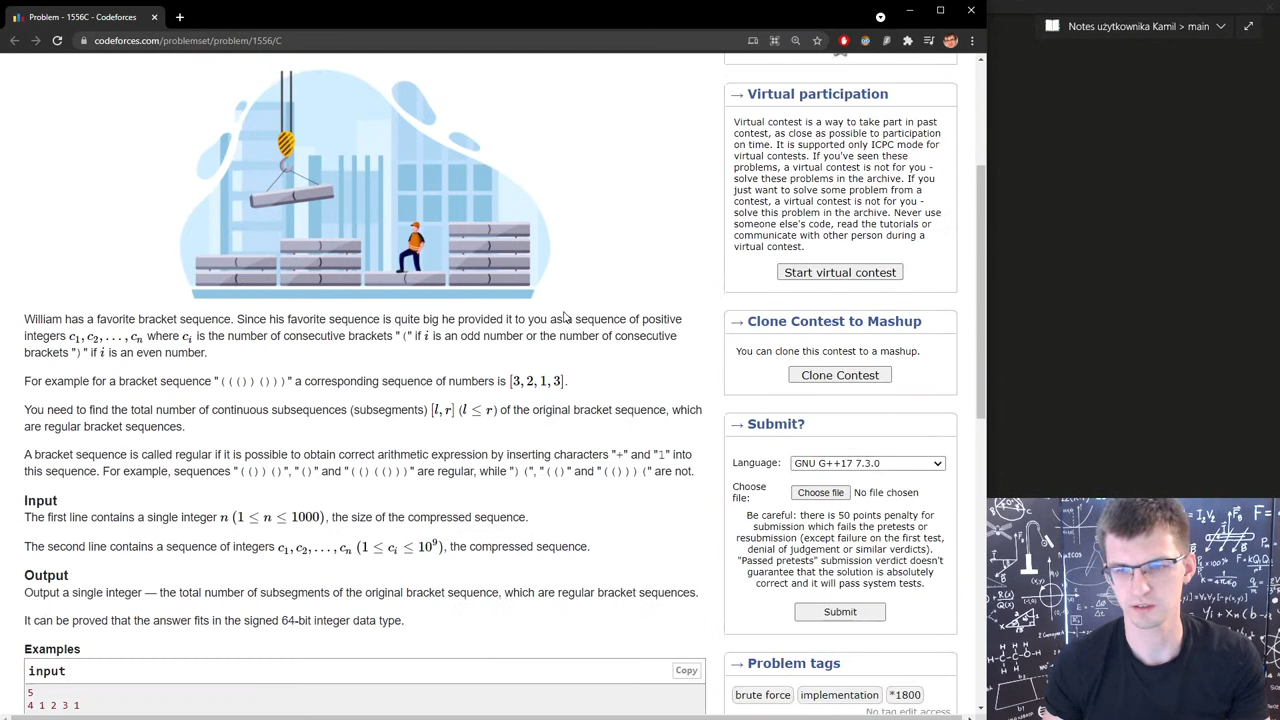 Problem - 1556C - Codeforces
codeforces.com/problemset/problem/1556/C
Notes użytkownika Kamil > main
William has a favorite bracket sequence. Since his favorite sequence is quite big he provided it to you as a sequence of positive
integers c1, c2, . . . , cn where ci is the number of consecutive brackets "(" if i is an odd number or the number of consecutive
brackets ")" if i is an even number.
For example for a bracket sequence "((())()))" a corresponding sequence of numbers is [3, 2, 1, 3].
You need to find the total number of continuous subsequences (subsegments) [l, r] (l ≤ r) of the original bracket sequence, which
are regular bracket sequences.
A bracket sequence is called regular if it is possible to obtain correct arithmetic expression by inserting characters "+" and "1" into
this sequence. For example, sequences "(())()", "()" and "(()(()))" are regular, while ")(", "(()" and "(()))(" are not.
Input
The first line contains a single integer n (1 ≤ n ≤ 1000), the size of the compressed sequence.
The second line contains a sequence of integers c1, c2, . . . , cn (1 ≤ ci ≤ 10^9), the compressed sequence.
Output
Output a single integer — the total number of subsegments of the original bracket sequence, which are regular bracket sequences.
It can be proved that the answer fits in the signed 64-bit integer data type.
Examples
input
Copy
5
4 1 2 3 1
→ Virtual participation
Virtual contest is a way to take part in past
contest, as close as possible to participation
on time. It is supported only ICPC mode for
virtual contests. If you've seen these
problems, a virtual contest is not for you -
solve these problems in the archive. If you
just want to solve some problem from a
contest, a virtual contest is not for you -
solve this problem in the archive. Never use
someone else's code, read the tutorials or
communicate with other person during a
virtual contest.
Start virtual contest
→ Clone Contest to Mashup
You can clone this contest to a mashup.
Clone Contest
→ Submit?
Language:
GNU G++17 7.3.0
Choose
file:
Choose file No file chosen
Be careful: there is 50 points penalty for
submission which fails the pretests or
resubmission (except failure on the first test,
denial of judgement or similar verdicts).
"Passed pretests" submission verdict doesn't
guarantee that the solution is absolutely
correct and it will pass system tests.
Submit
→ Problem tags
brute force implementation *1800
No tag edit access